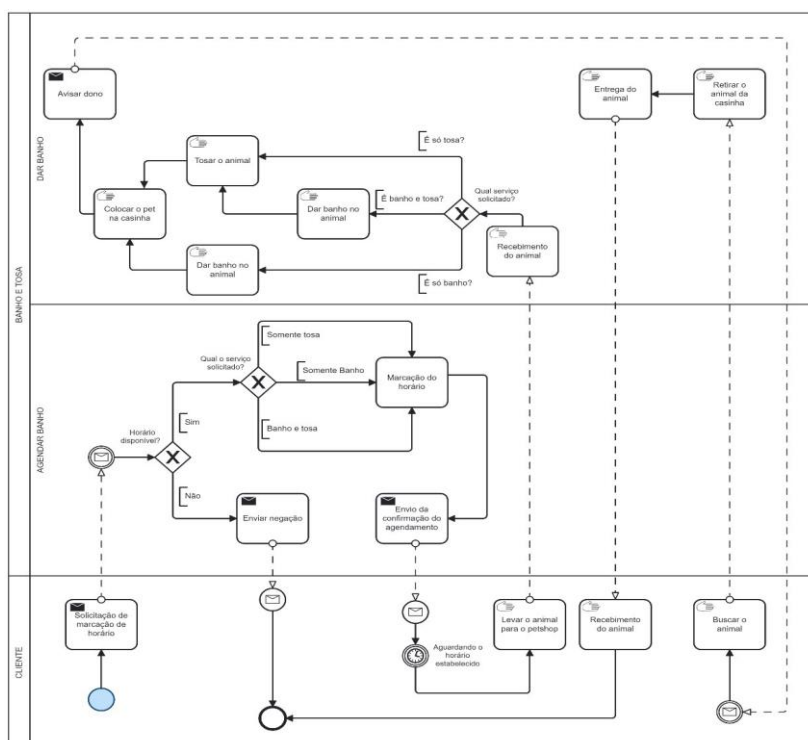 BANHO E TOSA
DAR BANHO
Avisar dono
Entrega do
animal
Retirar o
animal da
casinha
É só tosa?
Tosar o animal
Colocar o pet
na casinha
Dar banho no
animal
É banho e tosa?
Qual serviço
solicitado?
Recebimento
do animal
Dar banho no
animal
É só banho?
AGENDAR BANHO
Somente tosa
Qual o serviço
solicitado?
Somente Banho
Marcação do
horário
Banho e tosa
Sim
Horário
disponível?
Não
Enviar negação
Envio da
confirmação do
agendamento
CLIENTE
Solicitação de
marcação de
horário
Aguardando o
horário
estabelecido
Levar o animal
para o petshop
Recebimento
do animal
Buscar o
animal